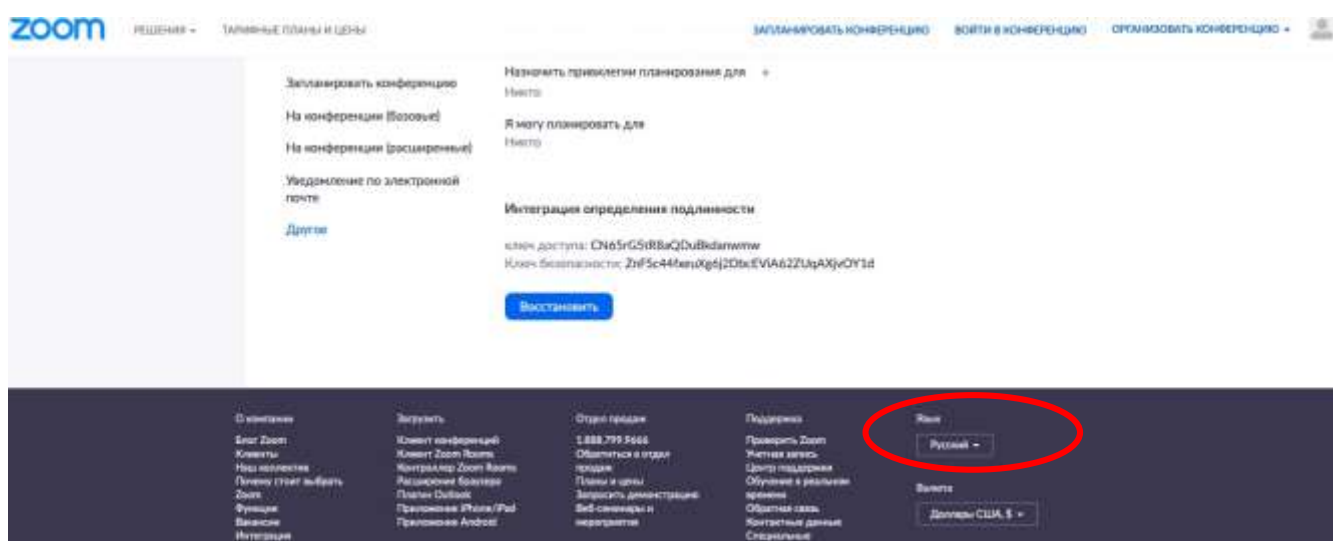 zoom РЕШЕНИЯ ТАРИФНЫЕ ПЛАНЫ И ЦЕНЫ ЗАПЛАНИРОВАТЬ КОНФЕРЕНЦИЮ ВОЙТИ В КОНФЕРЕНЦИЮ ОРГАНИЗОВАТЬ КОНФЕРЕНЦИЮ
Запланировать конференцию
На конференции (базовые)
На конференции (расширенные)
Уведомление по электронной
почте
Другое
Назначить привилегии планирования для +
Никто
Я могу планировать для
Никто
Интеграция определения подлинности
ключ доступа:
Ключ безопасности:
Восстановить
О компании
Блог Zoom
Клиенты
Наш коллектив
Почему стоит выбрать
Zoom
Функции
Вакансии
Интеграции
Загрузить
Клиент конференций
Клиент Zoom Rooms
Контроллер Zoom Rooms
Расширение браузера
Плагин Outlook
Приложение iPhone/iPad
Приложение Android
Отдел продаж
1.888.799.9666
Обратиться в отдел
продаж
Планы и цены
Запросить демонстрацию
Веб-семинары и
мероприятия
Поддержка
Проверить Zoom
Учетная запись
Центр поддержки
Обучение в реальном
времени
Обратная связь
Контактные данные
Специальные
Язык
Русский
Валюта
Доллары США, $